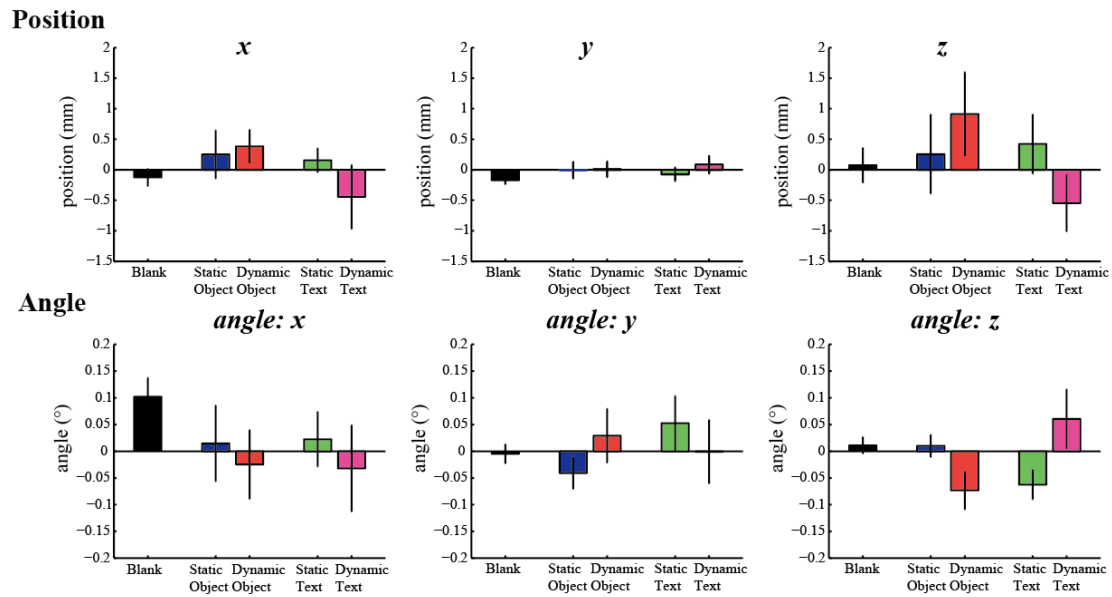 Position
x y z
2 2 2
1.5 1.5 1.5
1 1 1
0.5 0.5 0.5
0 0 0
−0.5 −0.5 −0.5
−1 −1 −1
−1.5 −1.5 −1.5
position (mm) position (mm) position (mm)
Blank Static Dynamic Static Dynamic Blank Static Dynamic Static Dynamic Blank Static Dynamic Static Dynamic
Object Object Text Text Object Object Text Text Object Object Text Text
Angle
angle: x angle: y angle: z
0.2 0.2 0.2
0.15 0.15 0.15
0.1 0.1 0.1
0.05 0.05 0.05
0 0 0
−0.05 −0.05 −0.05
−0.1 −0.1 −0.1
−0.15 −0.15 −0.15
−0.2 −0.2 −0.2
angle (°) angle (°) angle (°)
Blank Static Dynamic Static Dynamic Blank Static Dynamic Static Dynamic Blank Static Dynamic Static Dynamic
Object Object Text Text Object Object Text Text Object Object Text Text